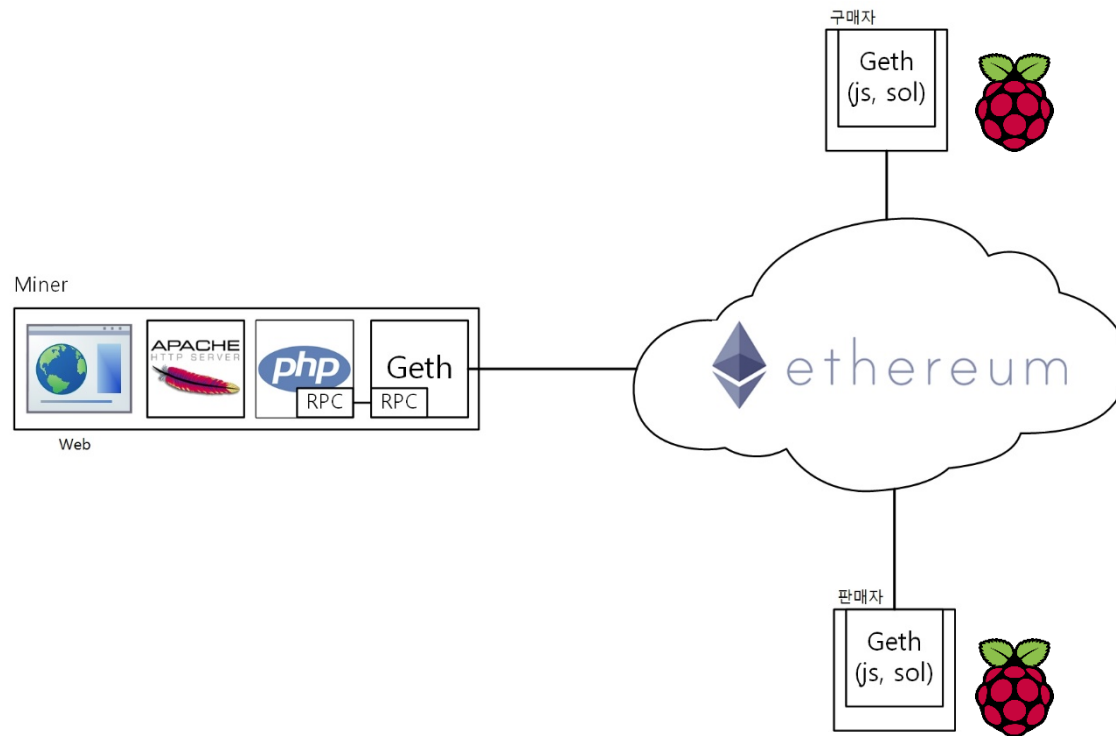 구매자
Geth
(js, sol)
Miner
APACHE
HTTP SERVER
php
RPC
RPC
Geth
Web
ethereum
판매자
Geth
(js, sol)